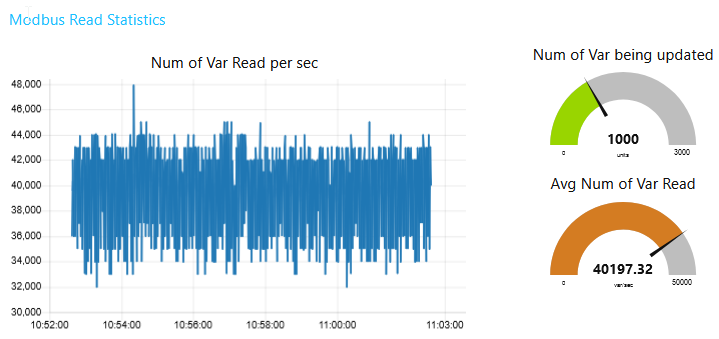 Modbus Read Statistics
Num of Var Read per sec
48,000
46,000
44,000
42,000
40,000
38,000
36,000
34,000
32,000
30,000
10:52:00 10:54:00 10:56:00 10:58:00 11:00:00 11:03:00
Num of Var being updated
1000
units
0 3000
Avg Num of Var Read
40197.32
var/sec
0 50000